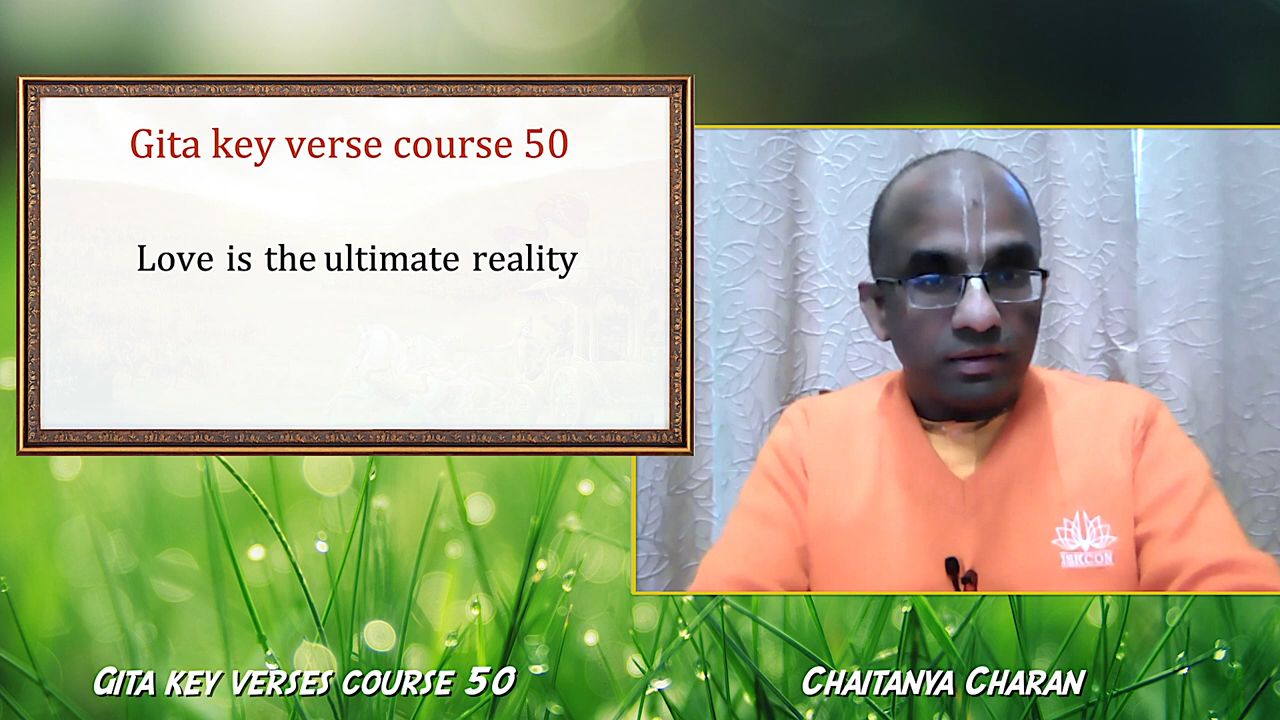 Gita key verse course 50
Love is the ultimate reality
ISKCON
GITA KEY VERSES COURSE 50
CHAITANYA CHARAN